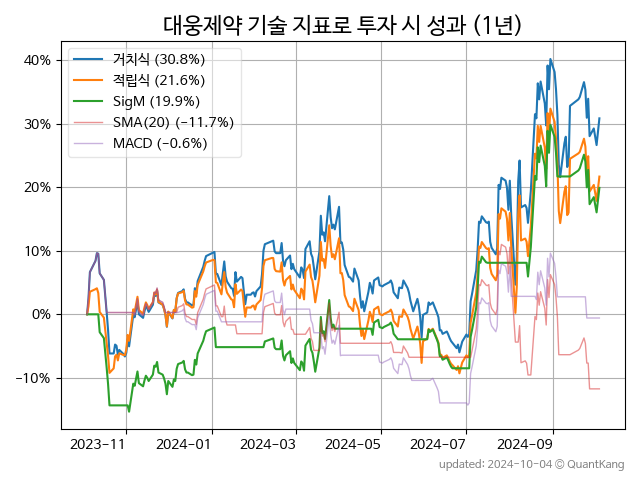 대웅제약 기술 지표로 투자 시 성과 (1년)
거치식 (30.8%)
적립식 (21.6%)
SigM (19.9%)
SMA(20) (−11.7%)
MACD (−0.6%)
40%
30%
20%
10%
0%
−10%
2023-11 2024-01 2024-03 2024-05 2024-07 2024-09
updated: 2024-10-04 © QuantKang